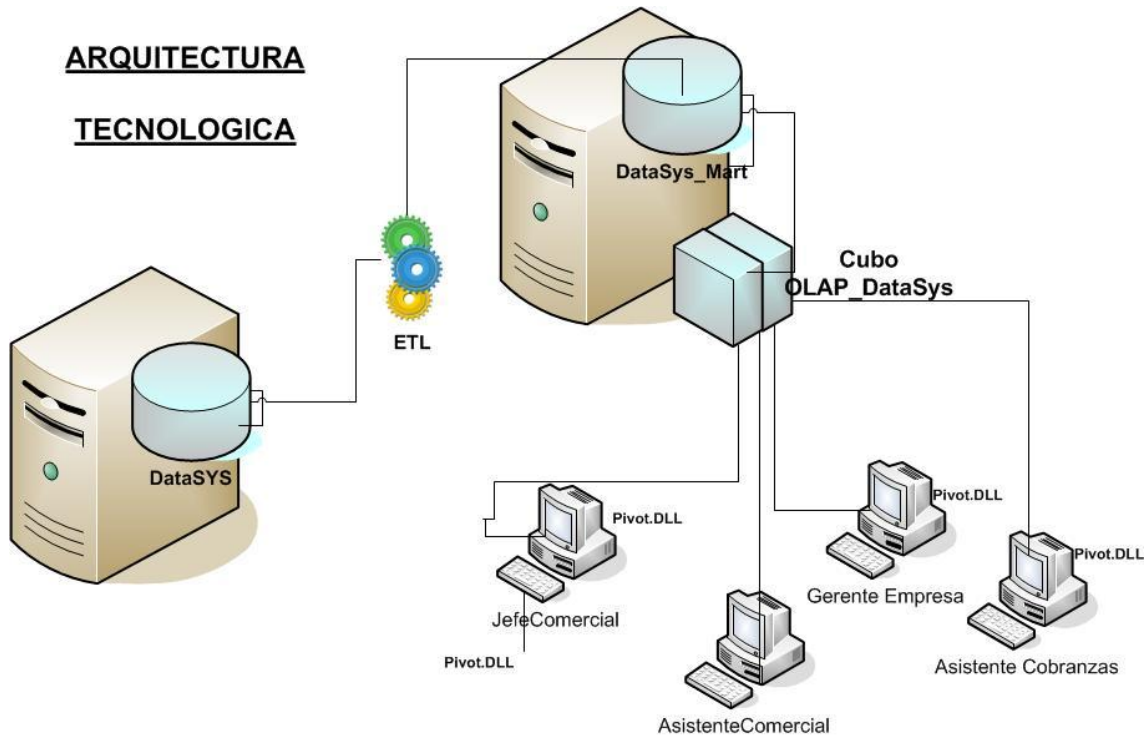 ARQUITECTURA
TECNOLOGICA
DataSys_Mart
Cubo
OLAP_DataSys
ETL
DataSYS
Pivot.DLL
JefeComercial
Pivot.DLL
Pivot.DLL
Gerente Empresa
Pivot.DLL
Asistente Cobranzas
AsistenteComercial